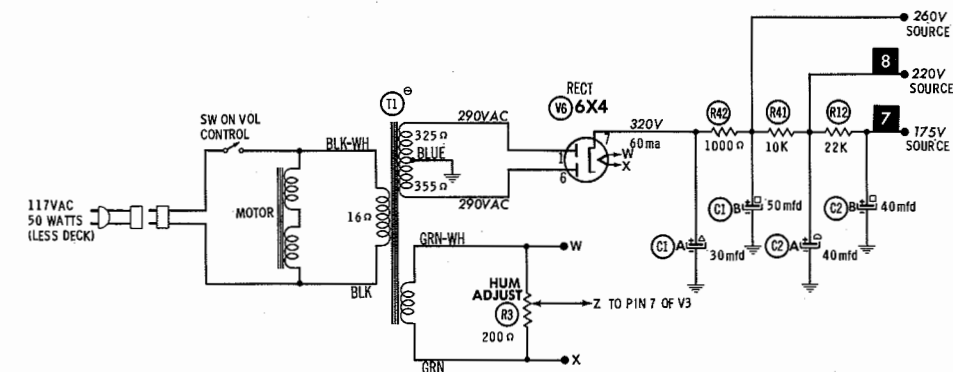 260V
SOURCE
8
220V
SOURCE
RECT
V6 6X4
T1
290VAC
SW ON VOL
CONTROL
BLK-WH
325Ω
BLUE
355Ω
1
6
7
W
X
320V
60ma
R42
1000Ω
R41
10K
R12
22K
7
175V
SOURCE
117VAC
50 WATTS
(LESS DECK)
MOTOR
16Ω
290VAC
C1 B 50mfd
C2 B 40mfd
C1 A
30mfd
C2 A
40mfd
GRN-WH
W
HUM
ADJUST
R3
200Ω
Z TO PIN 7 OF V3
BLK
GRN
X